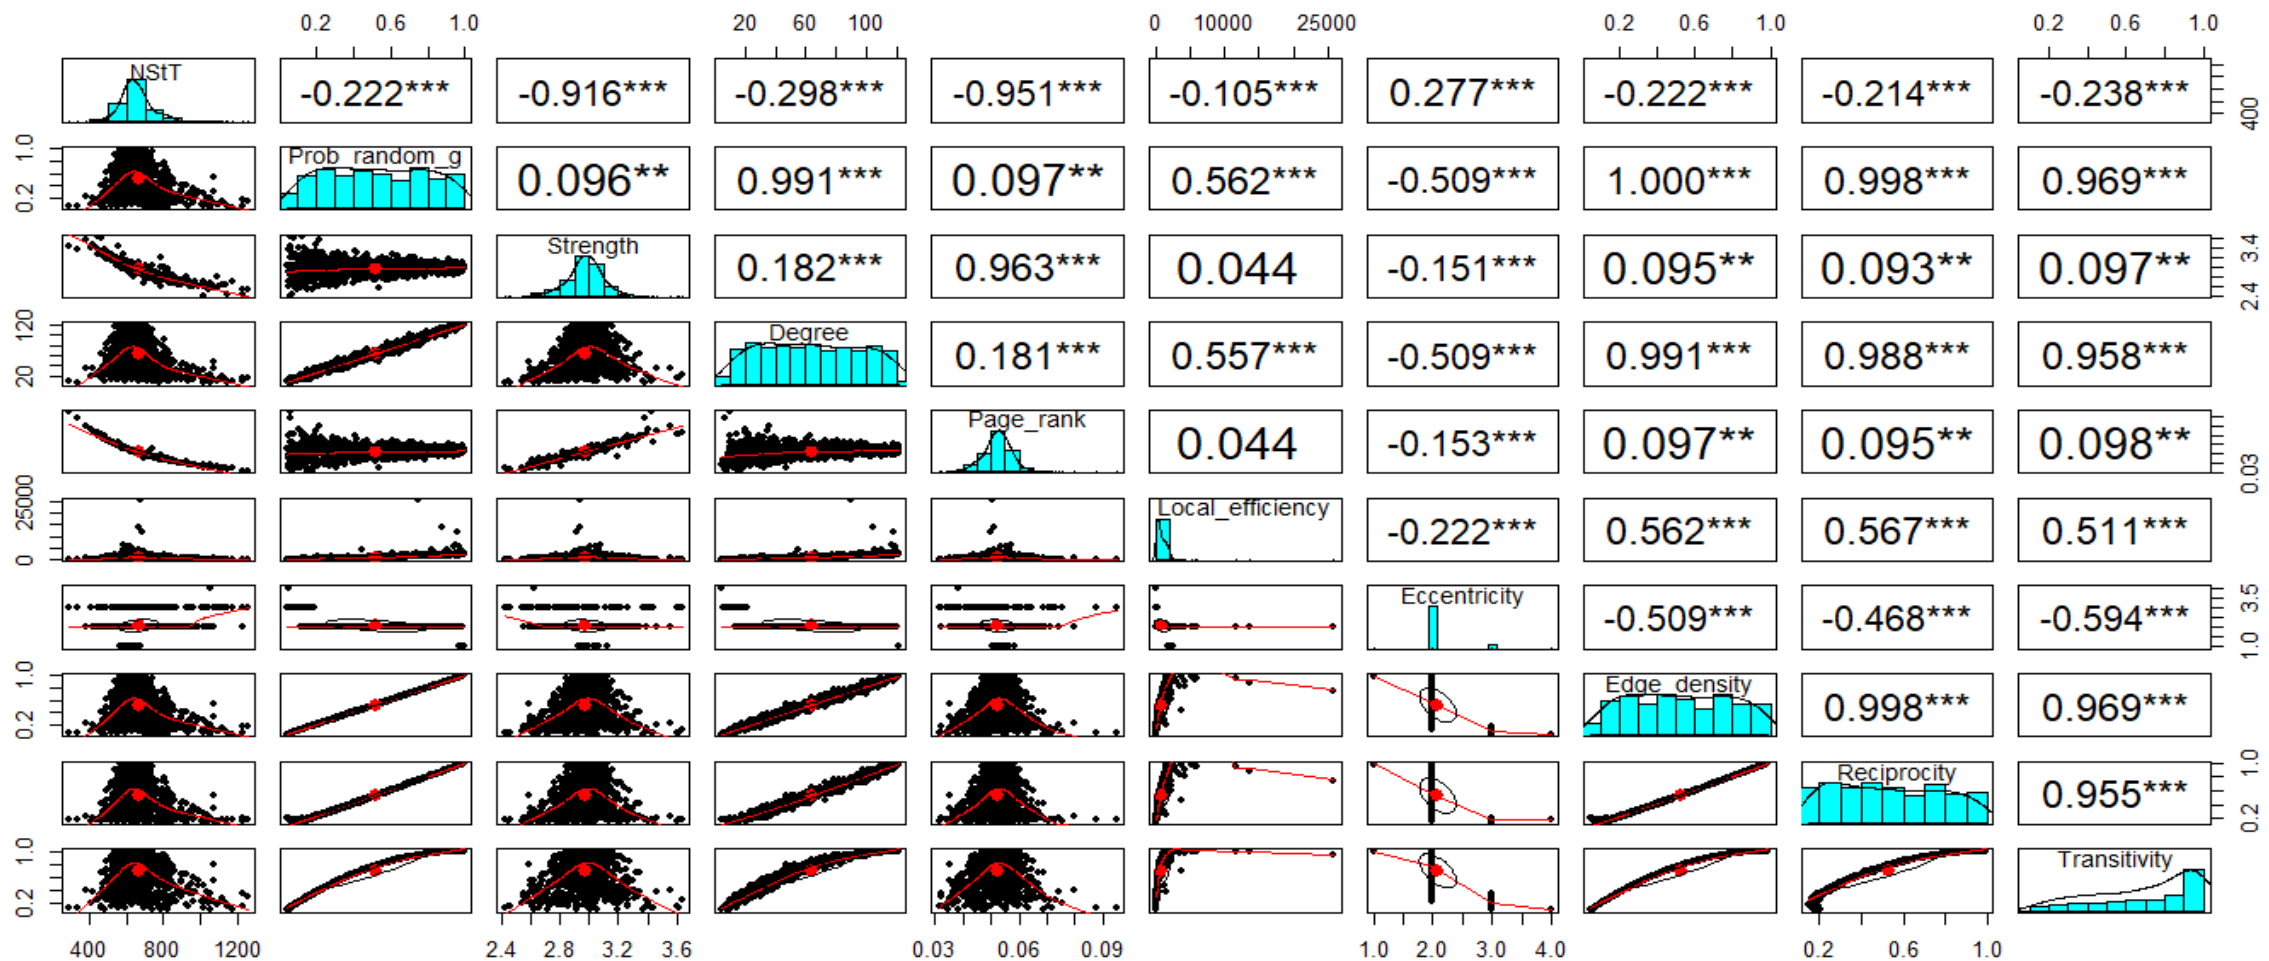 0.2 0.6 1.0 20 60 100 0 10000 25000 0.2 0.6 1.0 0.2 1.0
NStT -0.222*** -0.916*** -0.298*** -0.951*** -0.105*** 0.277*** -0.222*** -0.214*** -0.238*** 400
1.0 0.2 Prob_random_g 0.096** 0.991*** 0.097** 0.562*** -0.509*** 1.000*** 0.998*** 0.969***
Strength 0.182*** 0.963*** 0.044 -0.151*** 0.095** 0.093** 0.097** 3.4 2.4
120 20 Degree 0.181*** 0.557*** -0.509*** 0.991*** 0.988*** 0.958***
Page_rank 0.044 -0.153*** 0.097** 0.095** 0.098** 0.03
25000 0 Local_efficiency -0.222*** 0.562*** 0.567*** 0.511***
Eccentricity -0.509*** -0.468*** -0.594*** 3.5 1.0
1.0 0.2 Edge_density 0.998*** 0.969***
Reciprocity 0.955*** 1.0 0.2
1.0 0.2 Transitivity
400 800 1200 2.4 2.8 3.2 3.6 0.03 0.06 0.09 1.0 2.0 3.0 4.0 0.2 0.6 1.0